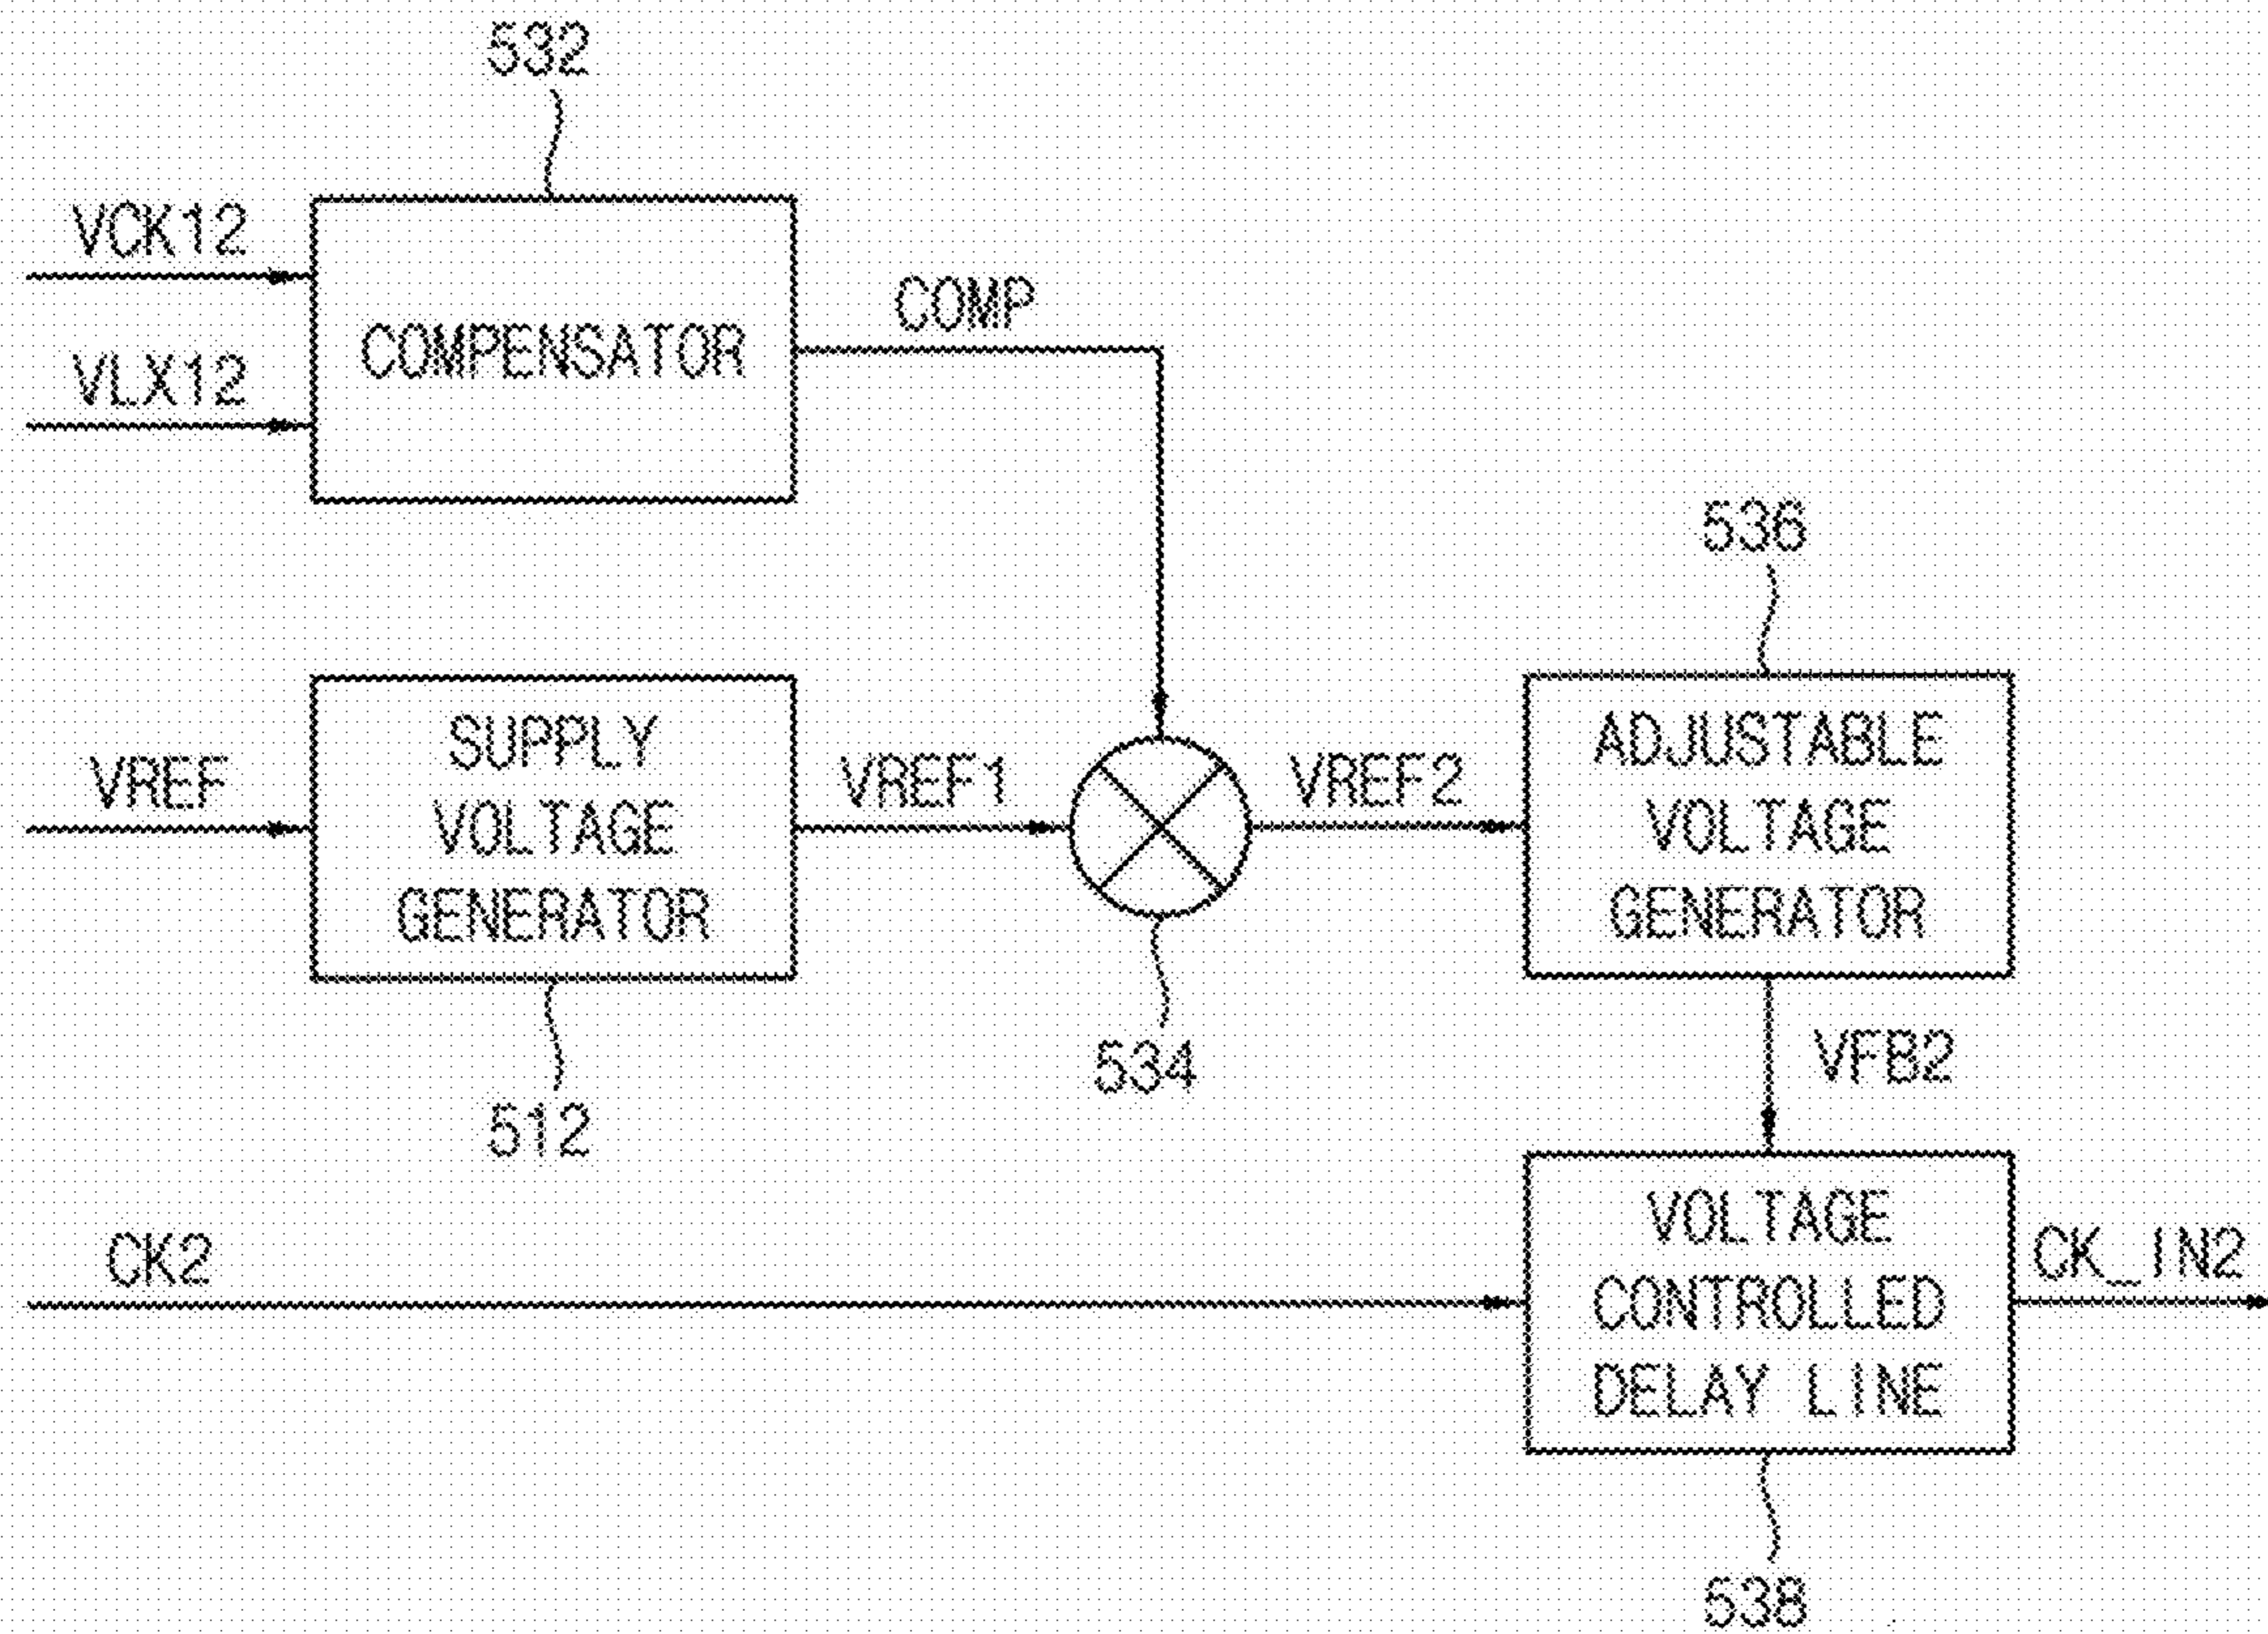 532
VCK12
VLX12
COMPENSATOR
COMP
536
VREF
SUPPLY
VOLTAGE
GENERATOR
VREF1
VREF2
ADJUSTABLE
VOLTAGE
GENERATOR
512
534
VFB2
CK2
VOLTAGE
CONTROLLED
DELAY LINE
CK_IN2
538